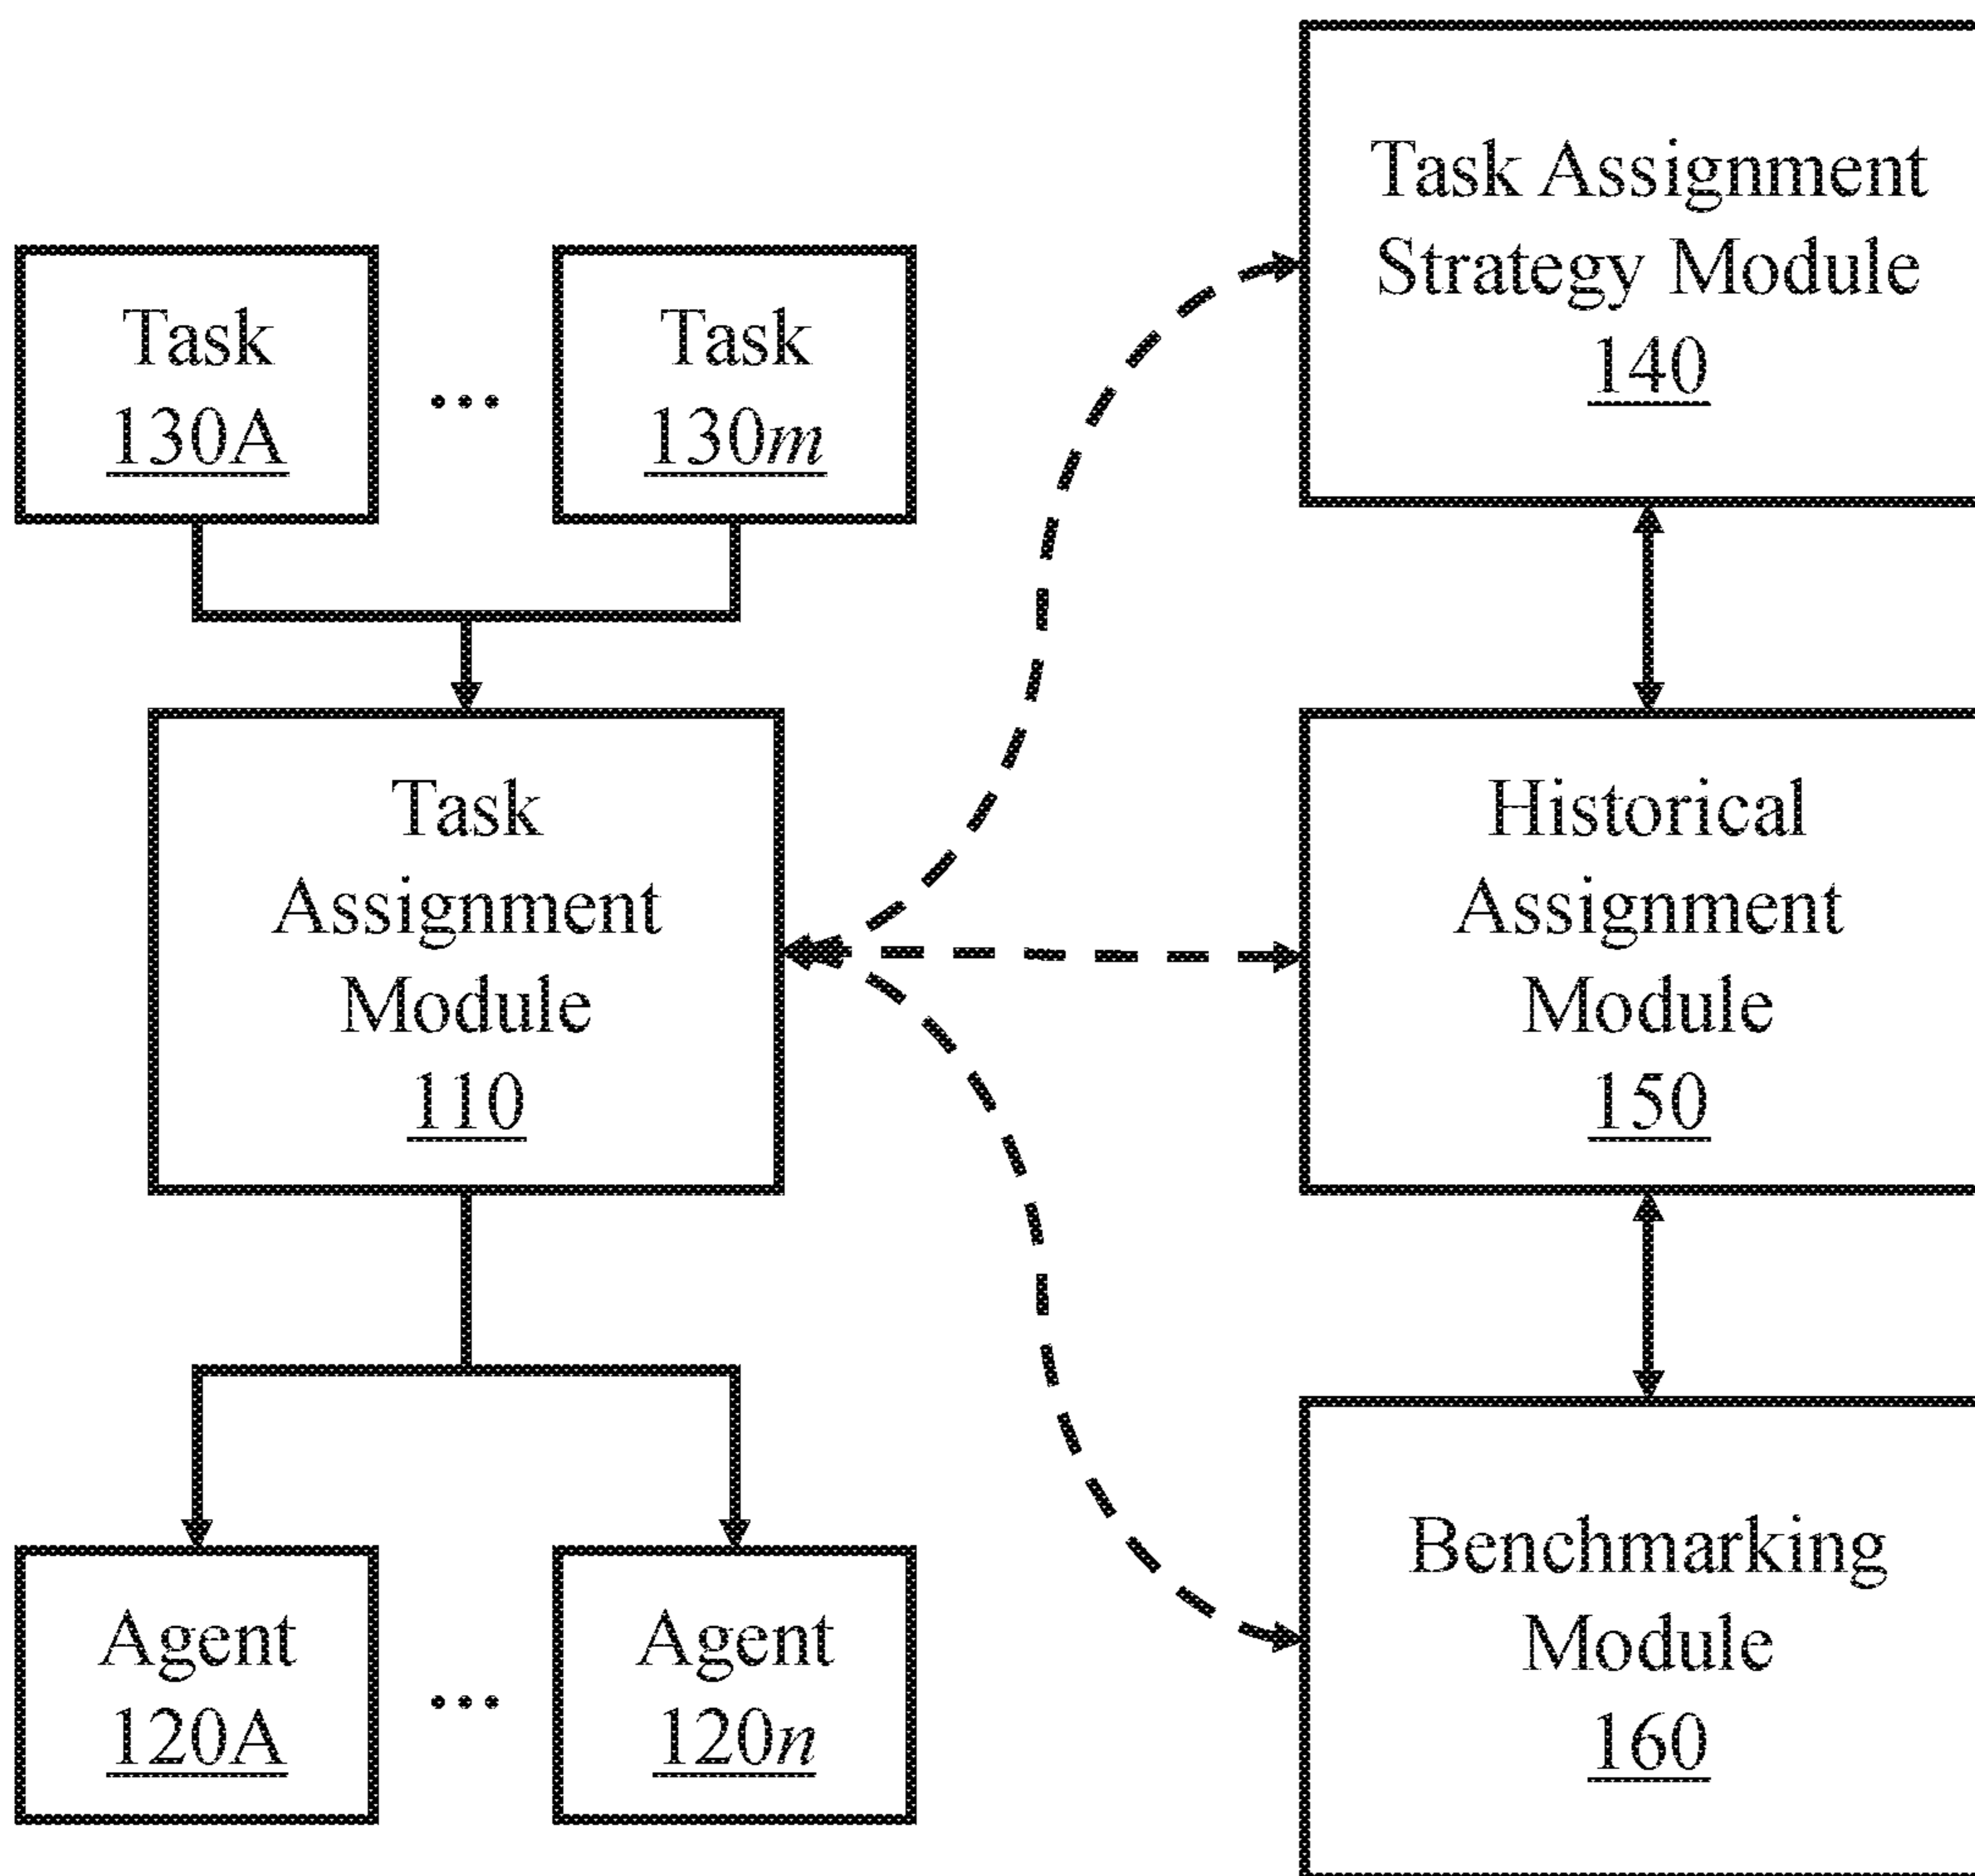 Task
130A
...
Task
130m
Task Assignment
Strategy Module
140
Task
Assignment
Module
110
Historical
Assignment
Module
150
Agent
120A
...
Agent
120n
Benchmarking
Module
160